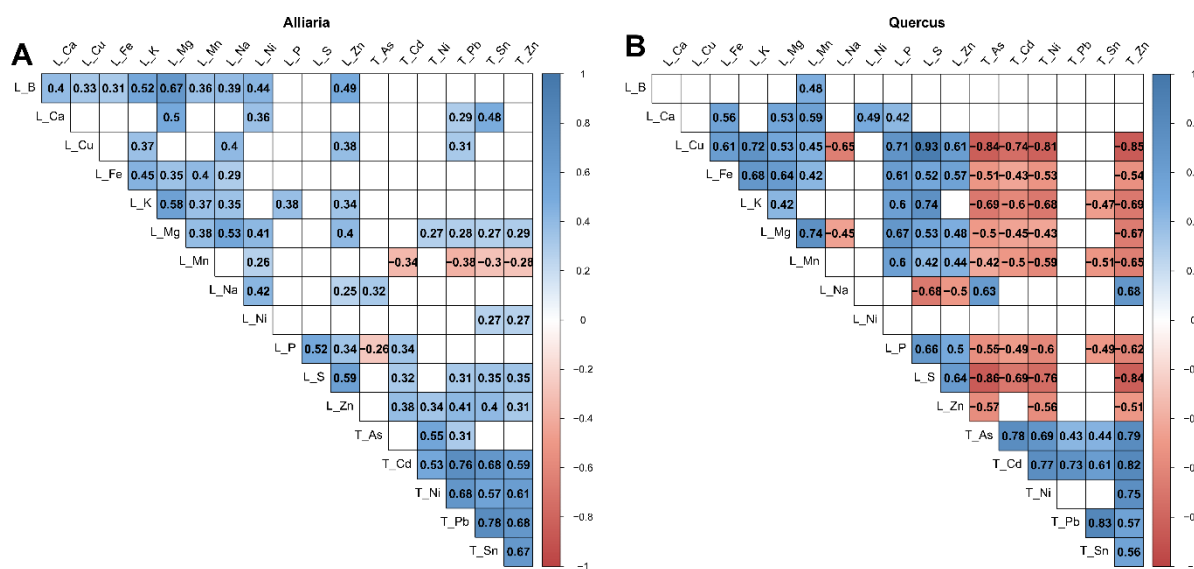 Alliaria
A
L_Ca L_Cu L_Fe L_K L_Mg L_Mn L_Na L_Ni L_P L_S L_Zn T_As T_Cd T_Ni T_Pb T_Sn T_Zn
L_B 0.4 0.33 0.31 0.52 0.67 0.36 0.39 0.44 0.49
L_Ca 0.5 0.36 0.29 0.48
L_Cu 0.37 0.4 0.38 0.31
L_Fe 0.45 0.35 0.4 0.29
L_K 0.58 0.37 0.35 0.38 0.34
L_Mg 0.38 0.53 0.41 0.4 0.27 0.28 0.27 0.29
L_Mn 0.26 −0.34 −0.38 −0.3 −0.28
L_Na 0.42 0.25 0.32
L_Ni 0.27 0.27
L_P 0.52 0.34 −0.26 0.34
L_S 0.59 0.32 0.31 0.35 0.35
L_Zn 0.38 0.34 0.41 0.4 0.31
T_As 0.55 0.31
T_Cd 0.53 0.76 0.68 0.59
T_Ni 0.68 0.57 0.61
T_Pb 0.78 0.68
T_Sn 0.67
1
0.8
0.6
0.4
0.2
0
−0.2
−0.4
−0.6
−0.8
−1
Quercus
B
L_Ca L_Cu L_Fe L_K L_Mg L_Mn L_Na L_Ni L_P L_S L_Zn T_As T_Cd T_Ni T_Pb T_Sn T_Zn
L_B 0.48
L_Ca 0.56 0.53 0.59 0.49 0.42
L_Cu 0.61 0.72 0.53 0.45 −0.65 0.71 0.93 0.61 −0.84 −0.74 −0.81 −0.85
L_Fe 0.68 0.64 0.42 0.61 0.52 0.57 −0.51 −0.43 −0.53 −0.54
L_K 0.42 0.6 0.74 −0.69 −0.6 −0.68 −0.47 −0.69
L_Mg 0.74 −0.45 0.67 0.53 0.48 −0.5 −0.45 −0.43 −0.67
L_Mn 0.6 0.42 0.44 −0.42 −0.5 −0.59 −0.51 −0.65
L_Na −0.68 −0.5 0.63 0.68
L_Ni
L_P 0.66 0.5 −0.55 −0.49 −0.6 −0.49 −0.62
L_S 0.64 −0.86 −0.69 −0.76 −0.84
L_Zn −0.57 −0.56 −0.51
T_As 0.78 0.69 0.43 0.44 0.79
T_Cd 0.77 0.73 0.61 0.82
T_Ni 0.75
T_Pb 0.83 0.57
T_Sn 0.56
1
0.8
0.6
0.4
0.2
0